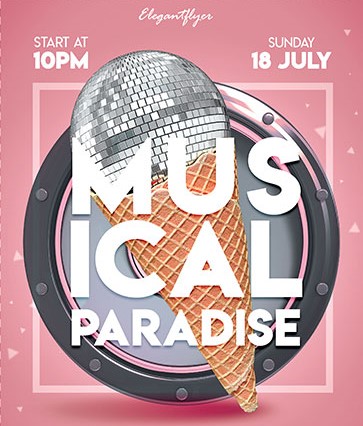 Elegantflyer
START AT
10PM
SUNDAY
18 JULY
MUS
ICAL
PARADISE